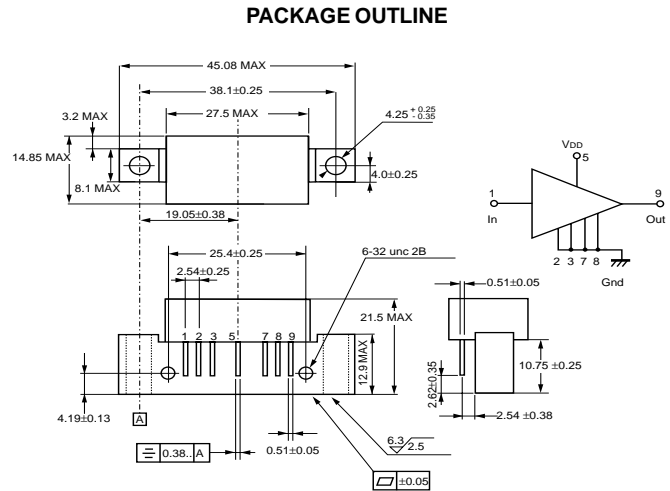 PACKAGE OUTLINE
45.08 MAX
38.1±0.25
27.5 MAX
4.25 + 0.25 - 0.35
3.2 MAX
14.85 MAX
8.1 MAX
4.0±0.25
19.05±0.38
VDD
5
1
In
9
Out
2 3 7 8
Gnd
25.4±0.25
6-32 unc 2B
2.54±0.25
0.51±0.05
21.5 MAX
1 2 3 5 7 8 9
12.9 MAX
10.75 ±0.25
2.62±0.35
4.19±0.13
A
2.54 ±0.38
0.38.. A
0.51±0.05
6.3
2.5
±0.05